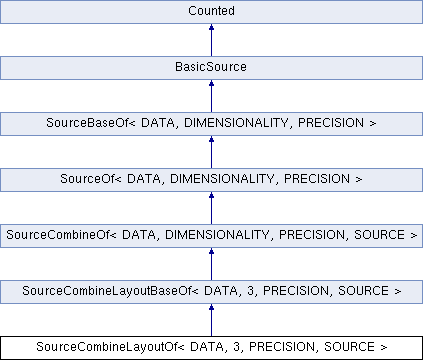 Counted
BasicSource
SourceBaseOf< DATA, DIMENSIONALITY, PRECISION >
SourceOf< DATA, DIMENSIONALITY, PRECISION >
SourceCombineOf< DATA, DIMENSIONALITY, PRECISION, SOURCE >
SourceCombineLayoutBaseOf< DATA, 3, PRECISION, SOURCE >
SourceCombineLayoutOf< DATA, 3, PRECISION, SOURCE >